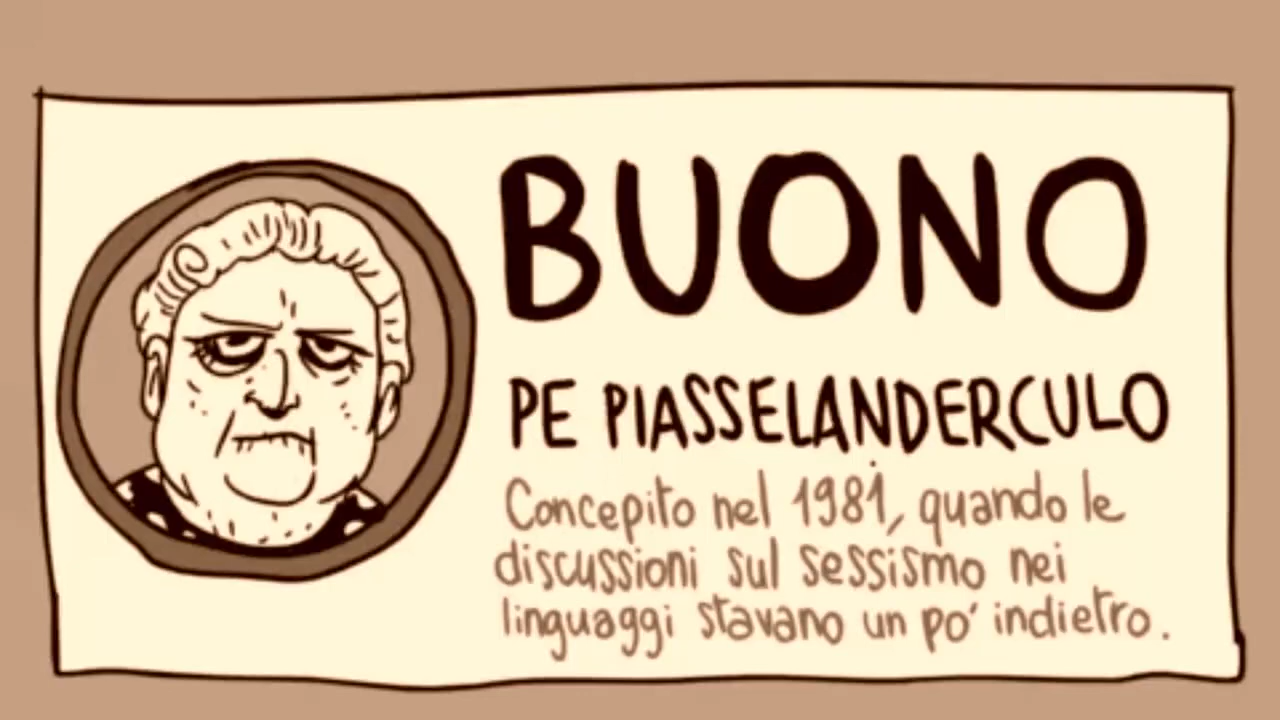 BUONO
PE PIASSELANDERCULO
Concepito nel 1981, quando le
discussioni sul sessismo nei
linguaggi stavano un po' indietro.